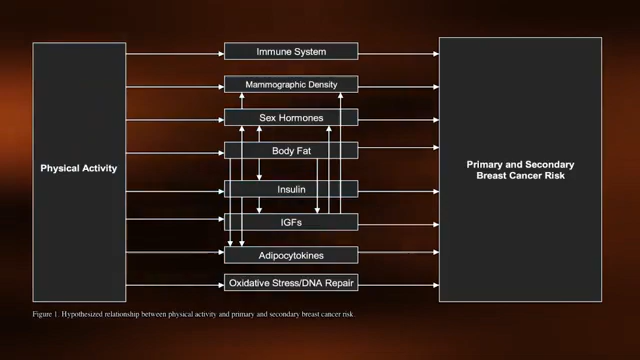 Physical Activity
Immune System
Mammographic Density
Sex Hormones
Body Fat
Insulin
IGFs
Adipocytokines
Oxidative Stress/DNA Repair
Primary and Secondary
Breast Cancer Risk
Figure 1. Hypothesized relationship between physical activity and primary and secondary breast cancer risk